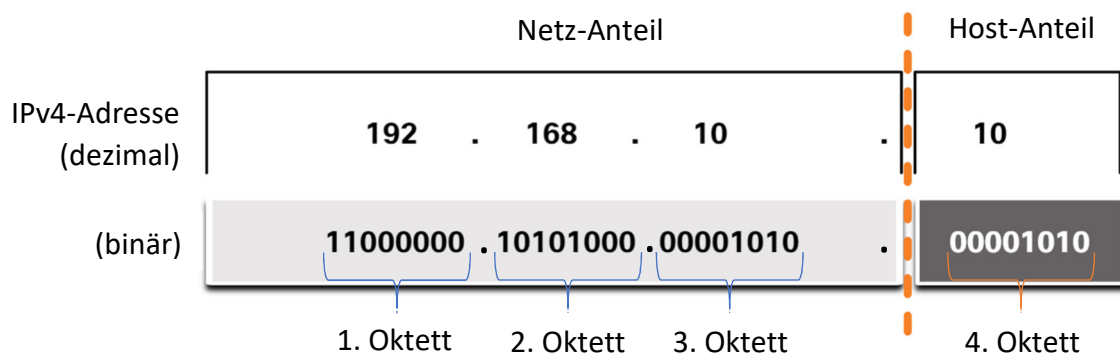 Netz-Anteil Host-Anteil
IPv4-Adresse
(dezimal)
192 . 168 . 10 . 10
(binär)
11000000 . 10101000 . 00001010 . 00001010
1. Oktett 2. Oktett 3. Oktett 4. Oktett